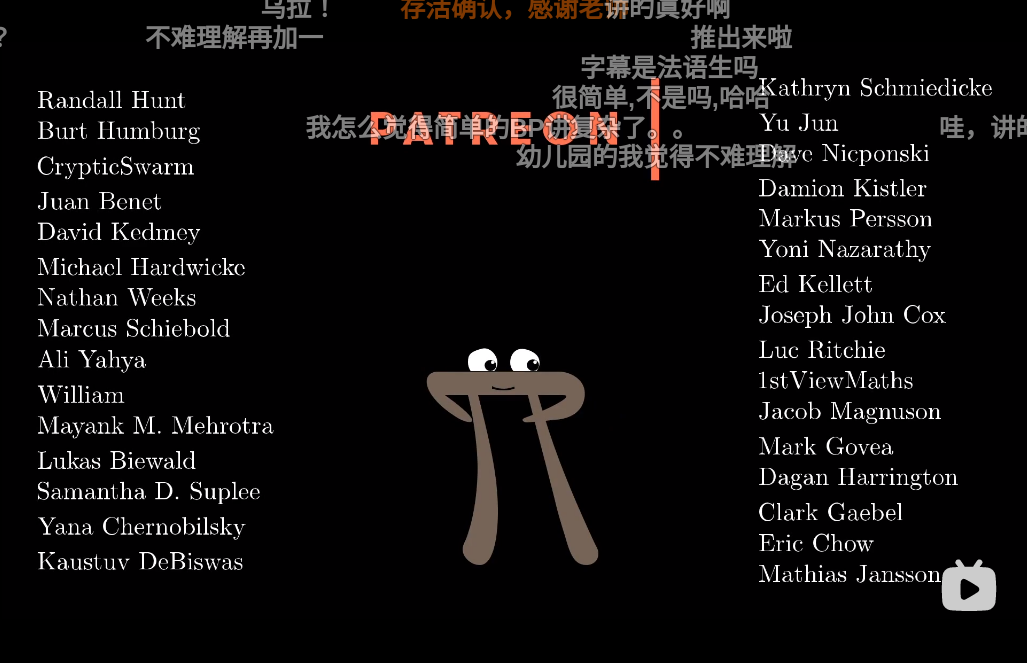 乌拉！
存活确认，感谢老师
讲的真好啊
?
不难理解再加一
推出来啦
字幕是法语生吗
很简单,不是吗,哈哈
我怎么觉得简单的BP讲复杂了。。
哇，讲的
幼儿园的我觉得不难理解
PATREON
Randall Hunt
Burt Humburg
CrypticSwarm
Juan Benet
David Kedmey
Michael Hardwicke
Nathan Weeks
Marcus Schiebold
Ali Yahya
William
Mayank M. Mehrotra
Lukas Biewald
Samantha D. Suplee
Yana Chernobilsky
Kaustuv DeBiswas
Kathryn Schmiedicke
Yu Jun
Dave Nicponski
Damion Kistler
Markus Persson
Yoni Nazarathy
Ed Kellett
Joseph John Cox
Luc Ritchie
1stViewMaths
Jacob Magnuson
Mark Govea
Dagan Harrington
Clark Gaebel
Eric Chow
Mathias Jansson